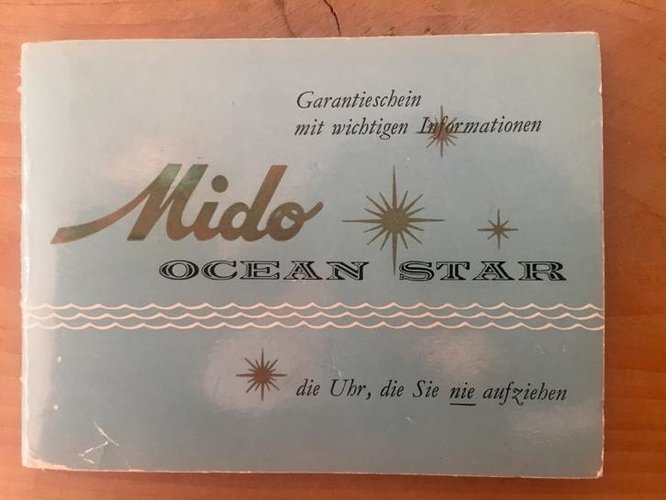 Garantieschein
mit wichtigen Informationen
Mido
OCEAN STAR
die Uhr, die Sie nie aufziehen